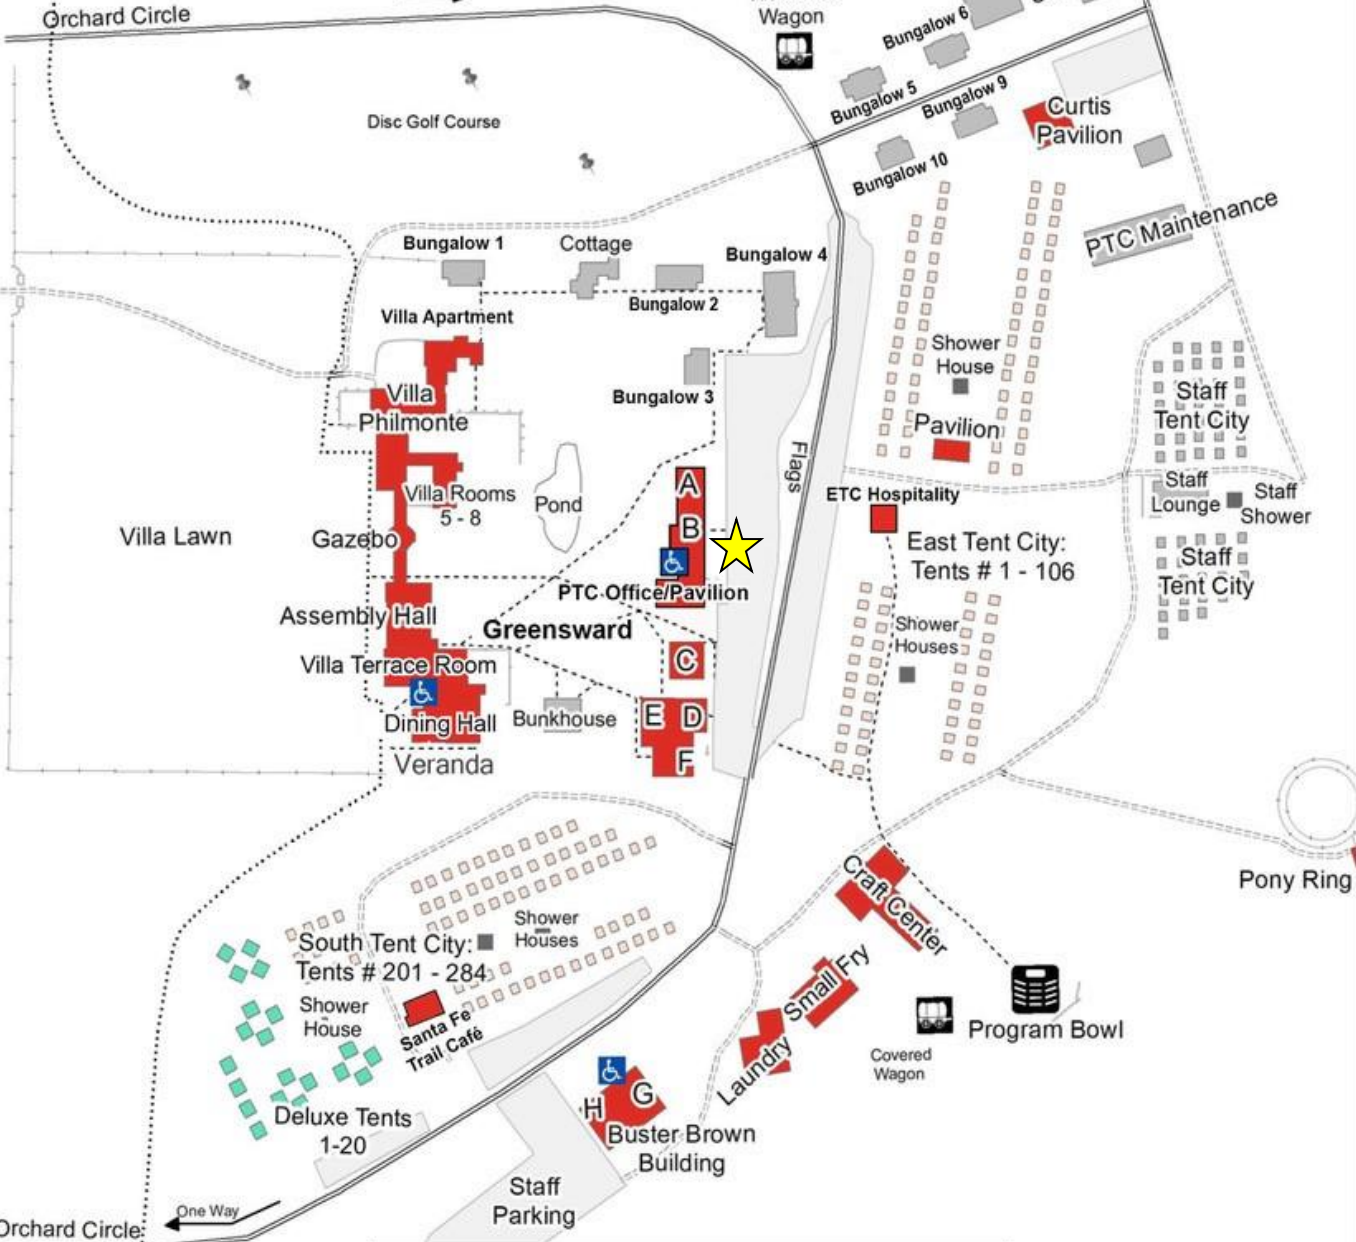 Orchard Circle
Wagon
Bungalow 6
Bungalow 5
Bungalow 9
Bungalow 10
Curtis
Pavilion
Disc Golf Course
PTC Maintenance
Bungalow 1
Cottage
Bungalow 2
Bungalow 4
Villa Apartment
Bungalow 3
Villa
Philmonte
Shower
House
Pavilion
Staff
Tent City
Flags
Villa Rooms
5 - 8
Pond
A
B
ETC Hospitality
Staff
Lounge
Staff
Shower
Villa Lawn
Gazebo
East Tent City:
Tents # 1 - 106
Staff
Tent City
PTC Office/Pavilion
Assembly Hall
Greensward
Shower
Houses
Villa Terrace Room
C
Dining Hall
Bunkhouse
E
D
F
Veranda
Craft Center
Pony Ring
Shower
Houses
South Tent City:
Tents # 201 - 284
Shower
House
Santa Fe
Trail Café
Small Fry
Laundry
Covered
Wagon
Program Bowl
Deluxe Tents
1-20
H
G
Buster Brown
Building
Staff
Parking
One Way
Orchard Circle